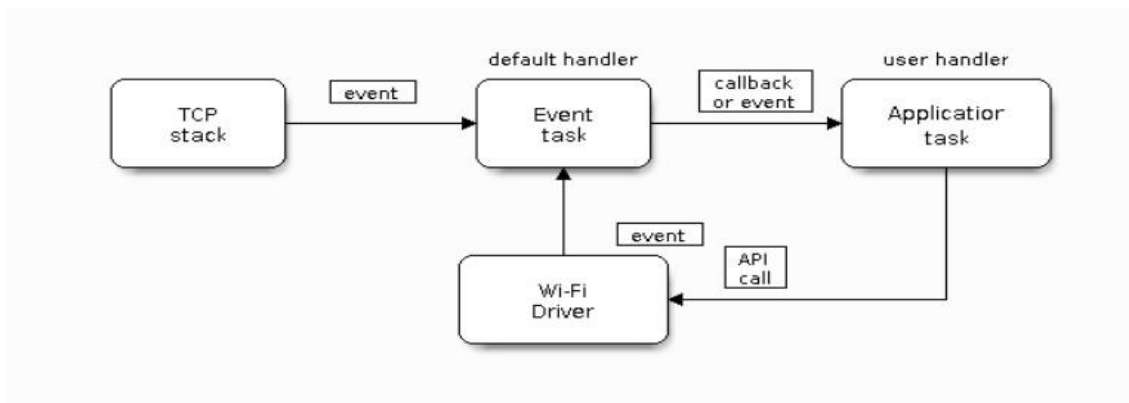 default handler
user handler
event
callback
or event
TCP
stack
Event
task
Applicatior
task
event
API
call
Wi-Fi
Driver